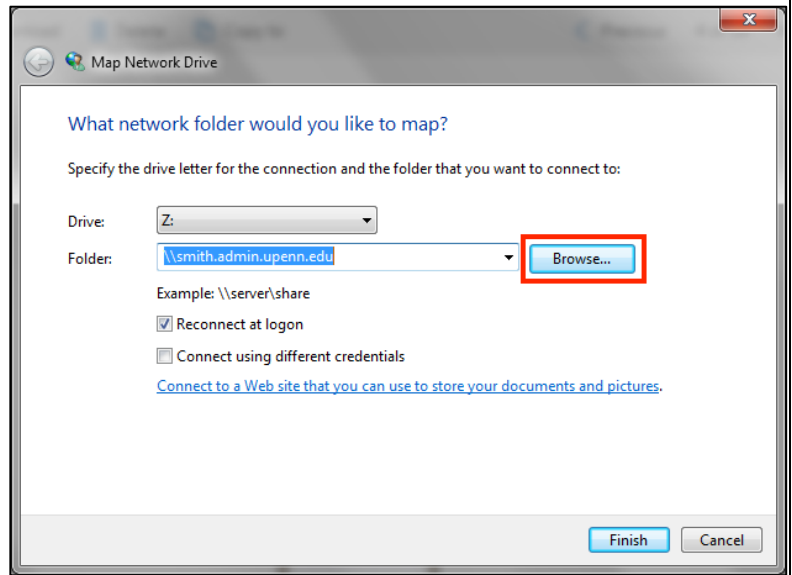 Map Network Drive
What network folder would you like to map?
Specify the drive letter for the connection and the folder that you want to connect to:
Drive: Z:
Folder: \\smith.admin.upenn.edu Browse...
Example: \\server\share
Reconnect at logon
Connect using different credentials
Connect to a Web site that you can use to store your documents and pictures.
Finish Cancel